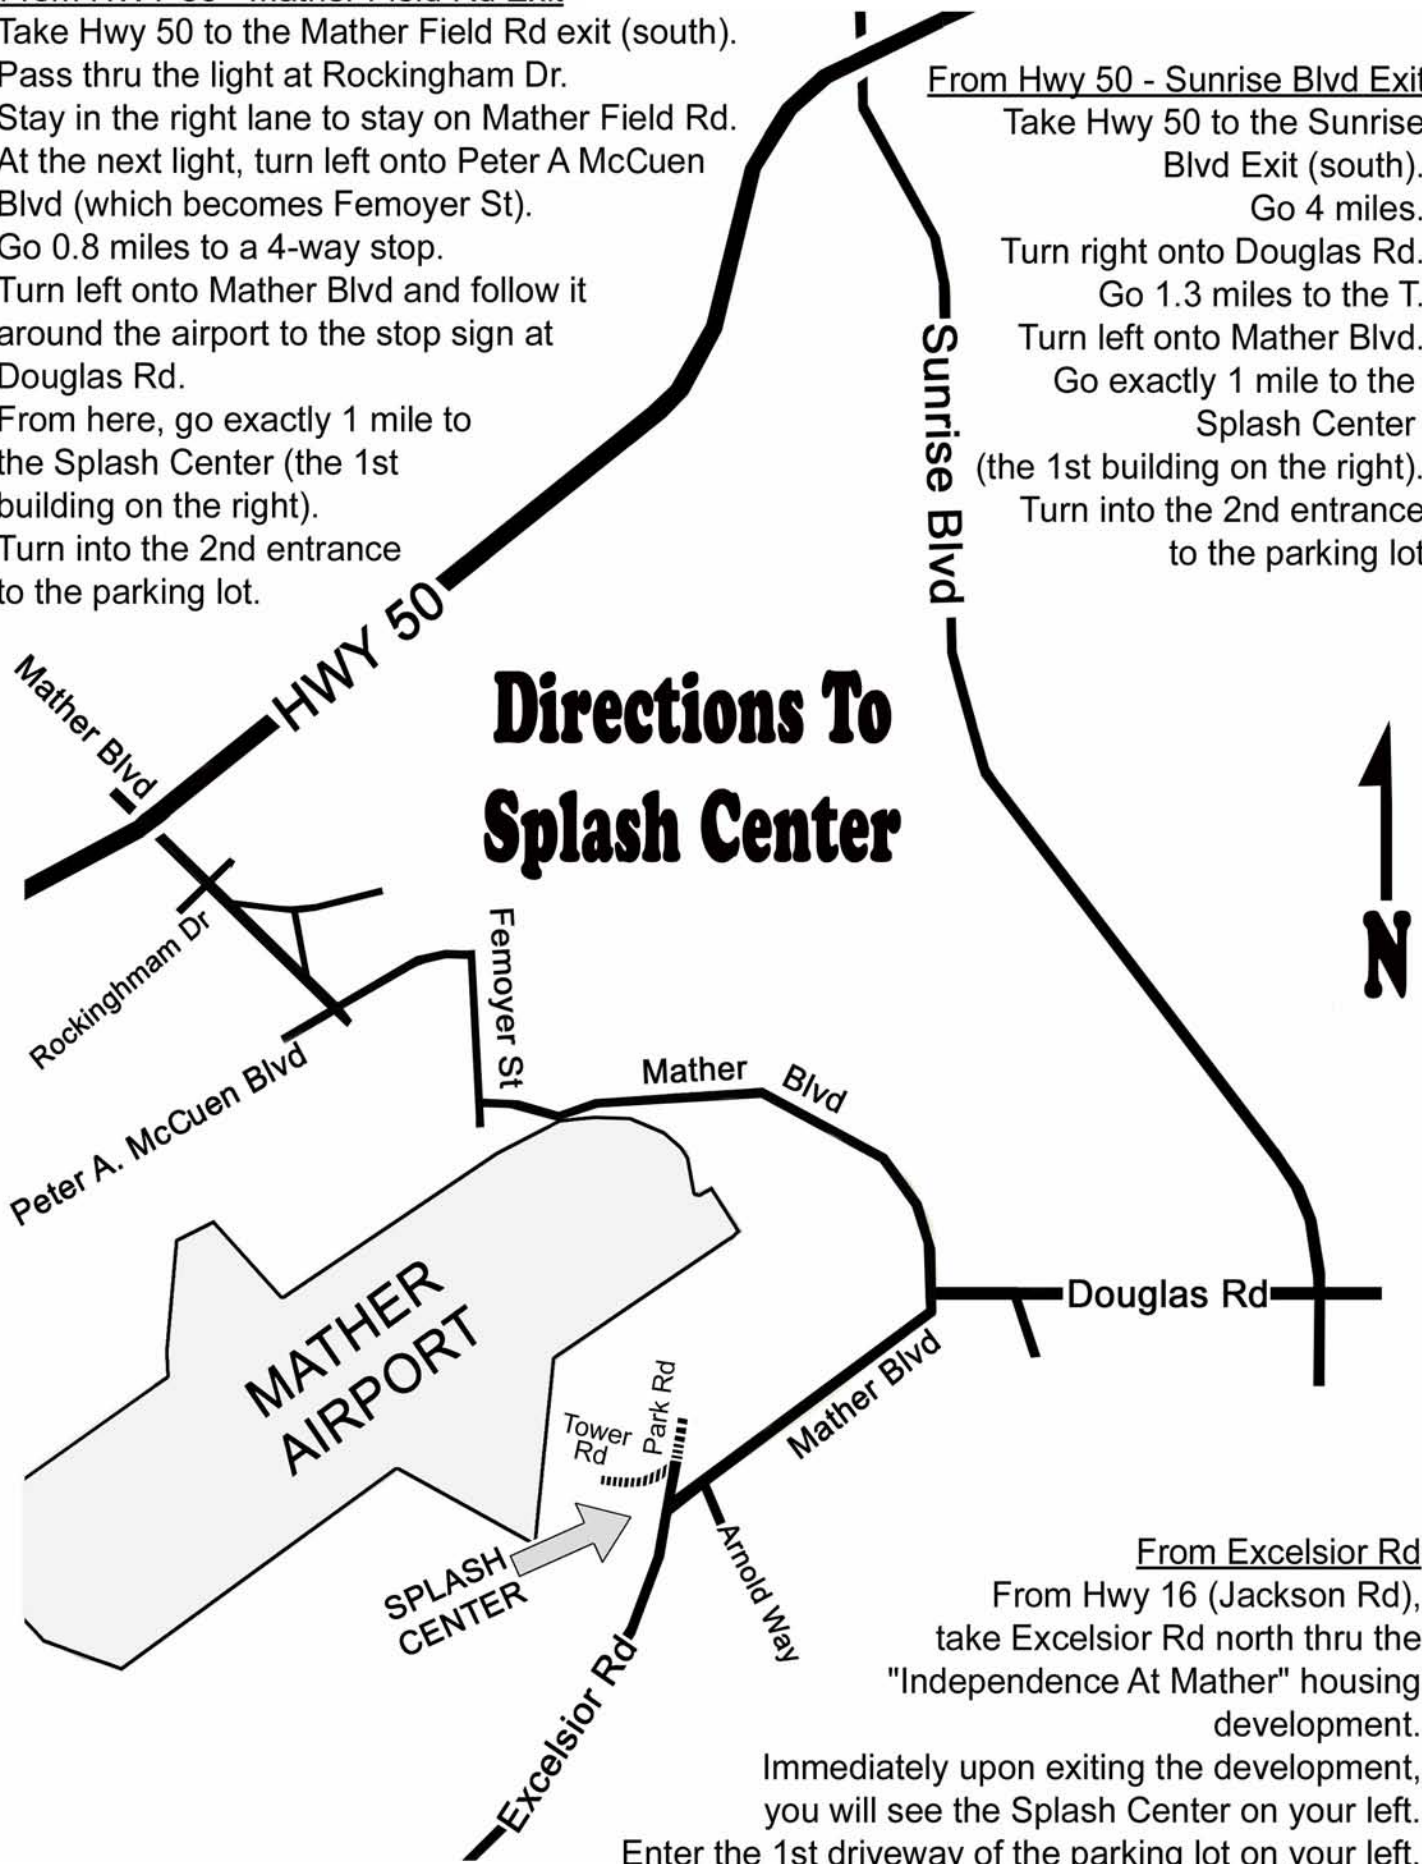 Take Hwy 50 to the Mather Field Rd exit (south).
Pass thru the light at Rockingham Dr.
Stay in the right lane to stay on Mather Field Rd.
At the next light, turn left onto Peter A McCuen
Blvd (which becomes Femoyer St).
Go 0.8 miles to a 4-way stop.
Turn left onto Mather Blvd and follow it
around the airport to the stop sign at
Douglas Rd.
From here, go exactly 1 mile to
the Splash Center (the 1st
building on the right).
Turn into the 2nd entrance
to the parking lot.
From Hwy 50 - Sunrise Blvd Exit
Take Hwy 50 to the Sunrise
Blvd Exit (south).
Go 4 miles.
Turn right onto Douglas Rd.
Go 1.3 miles to the T.
Turn left onto Mather Blvd.
Go exactly 1 mile to the
Splash Center
(the 1st building on the right).
Turn into the 2nd entrance
to the parking lot
Sunrise Blvd
HWY 50
Mather Blvd
Directions To
Splash Center
N
Rockinghmam Dr
Femoyer St
Peter A. McCuen Blvd
Mather Blvd
Douglas Rd
MATHER
AIRPORT
Mather Blvd
Park Rd
Tower
Rd
SPLASH
CENTER
Arnold Way
Excelsior Rd
From Excelsior Rd
From Hwy 16 (Jackson Rd),
take Excelsior Rd north thru the
"Independence At Mather" housing
development.
Immediately upon exiting the development,
you will see the Splash Center on your left.
Enter the 1st driveway of the parking lot on your left.